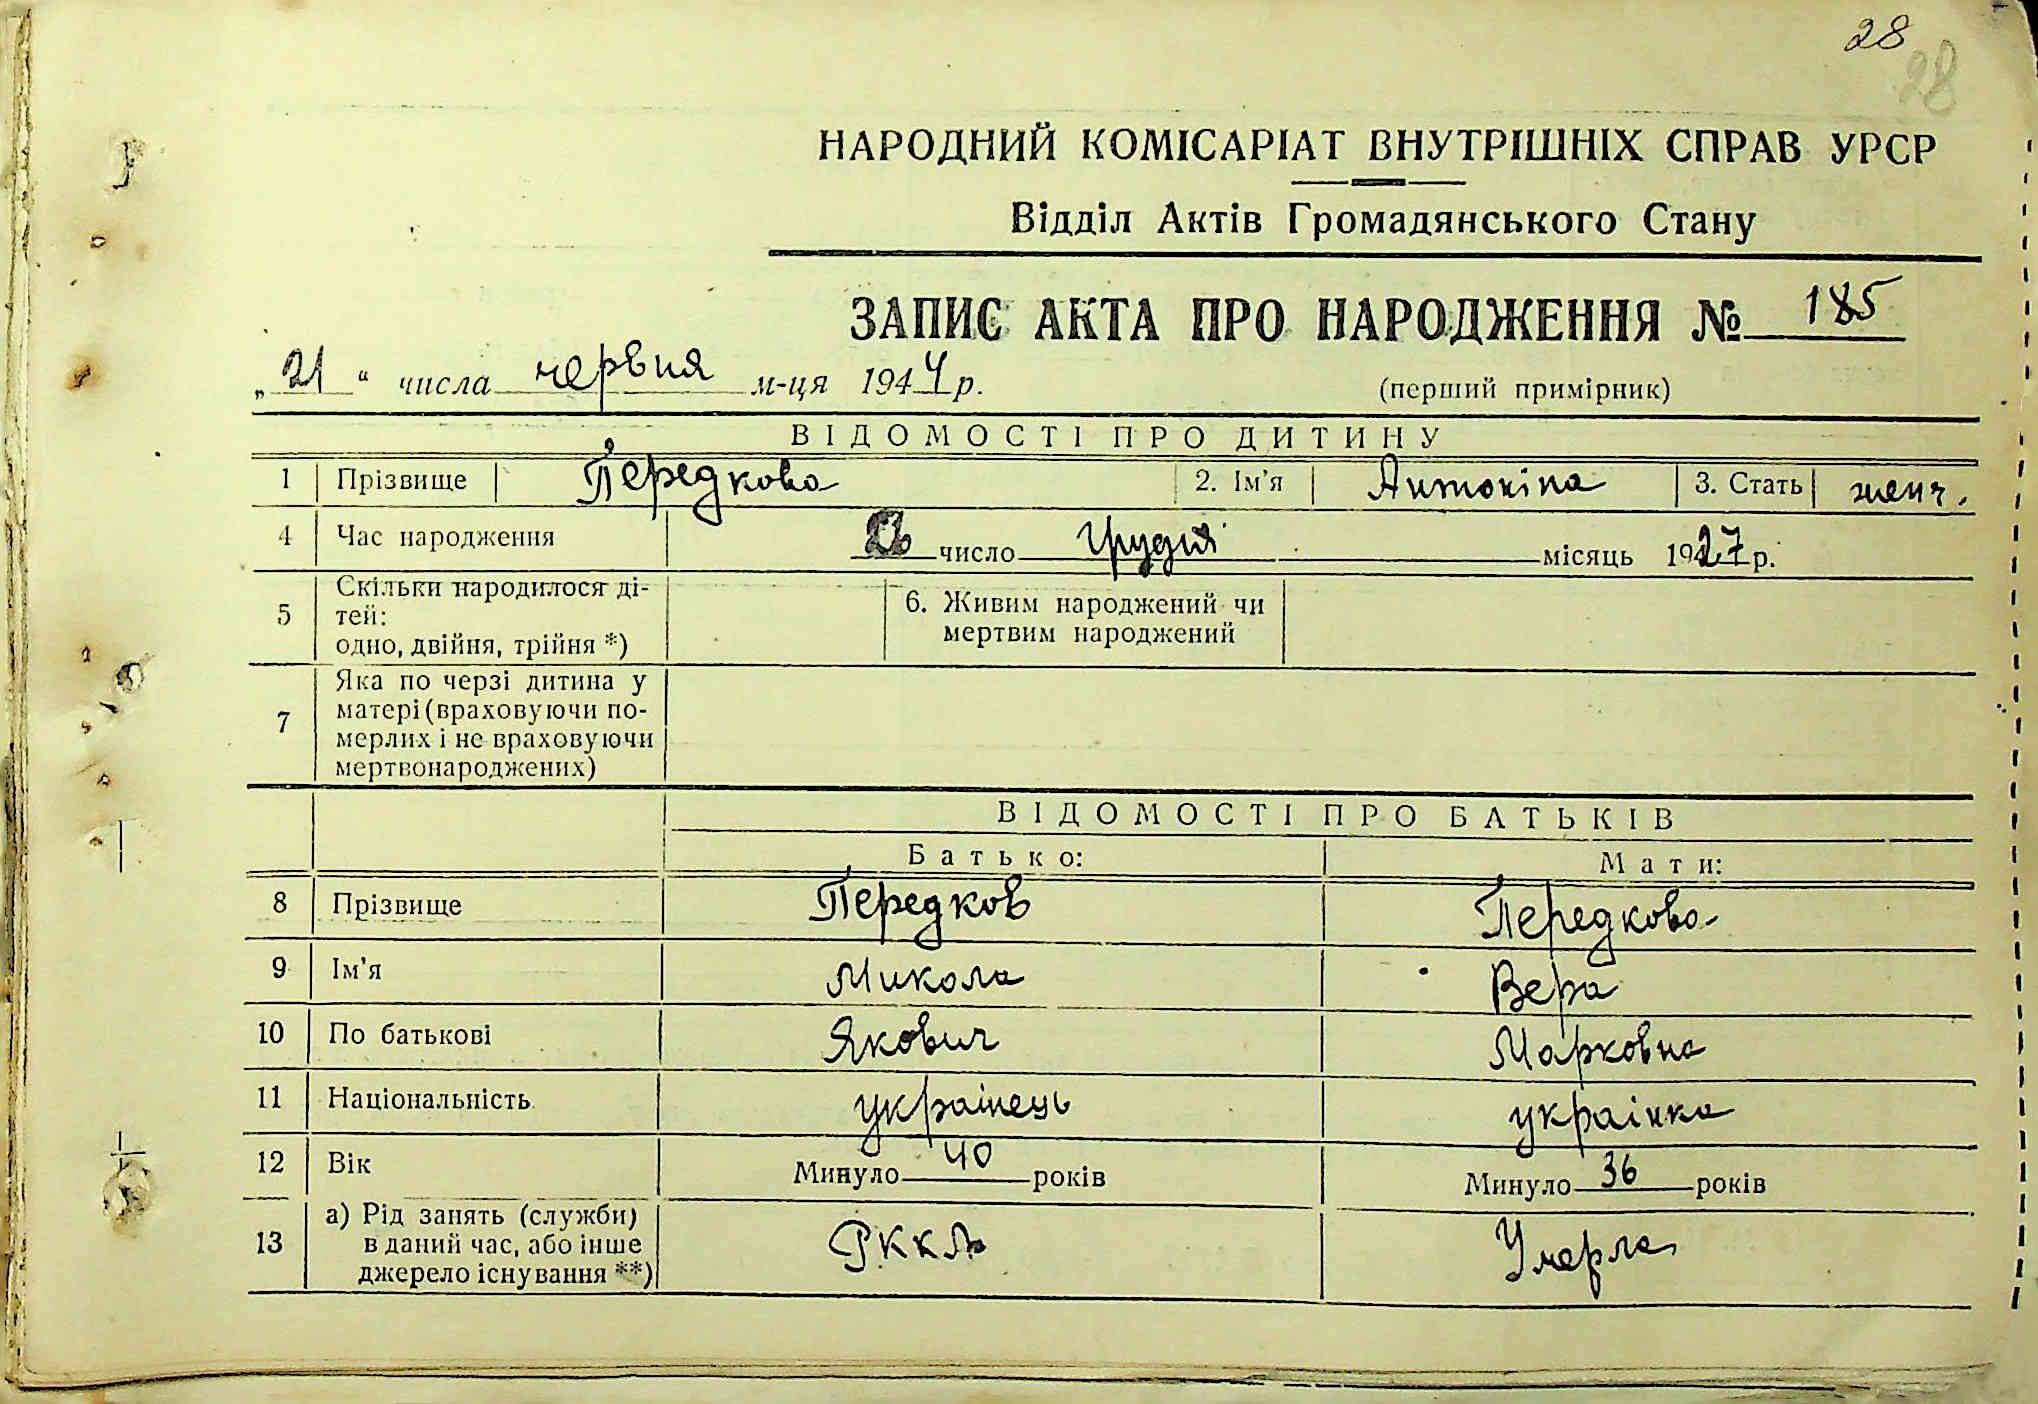 28
28
НАРОДНИЙ КОМІСАРІАТ ВНУТРІШНІХ СПРАВ УРСР
Відділ Актів Громадянського Стану
ЗАПИС АКТА ПРО НАРОДЖЕННЯ № 185
„21“ числа червня м-ця 1944 р.
(перший примірник)
ВІДОМОСТІ ПРО ДИТИНУ
1 Прізвище Передкова 2. Ім'я Антоніна 3. Стать женч.
4 Час народження число грудня місяць 1927 р.
5 Скільки народилося ді-
тей:
одно, двійня, трійня *)
6. Живим народжений чи
мертвим народжений
7 Яка по черзі дитина у
матері (враховуючи по-
мерлих і не враховуючи
мертвонароджених)
ВІДОМОСТІ ПРО БАТЬКІВ
Батько: Мати:
8 Прізвище Передков Передкова
9 Ім'я Микола Вера
10 По батькові Якович Марковна
11 Національність українець українка
12 Вік Минуло 40 років Минуло 36 років
13 а) Рід занять (служби)
в даний час, або інше
джерело існування **)
РККА Умерла